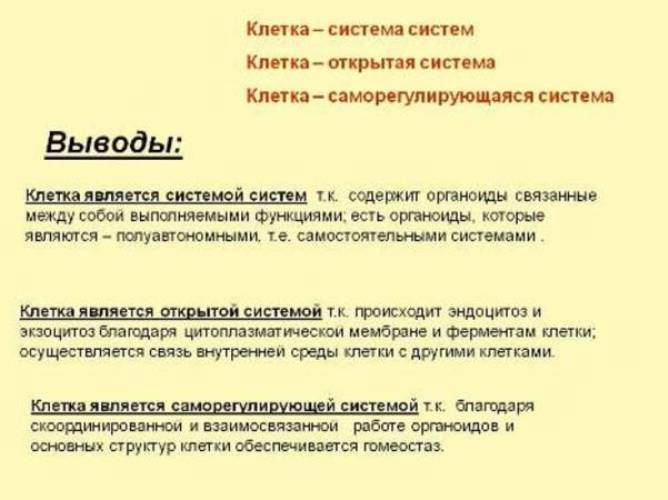 Клетка – система систем
Клетка – открытая система
Клетка – саморегулирующаяся система
Выводы:
Клетка является системой систем т.к. содержит органоиды связанные
между собой выполняемыми функциями; есть органоиды, которые
являются – полуавтономными, т.е. самостоятельными системами .
Клетка является открытой системой т.к. происходит эндоцитоз и
экзоцитоз благодаря цитоплазматической мембране и ферментам клетки;
осуществляется связь внутренней среды клетки с другими клетками.
Клетка является саморегулирующей системой т.к. благодаря
скоординированной и взаимосвязанной работе органоидов и
основных структур клетки обеспечивается гомеостаз.